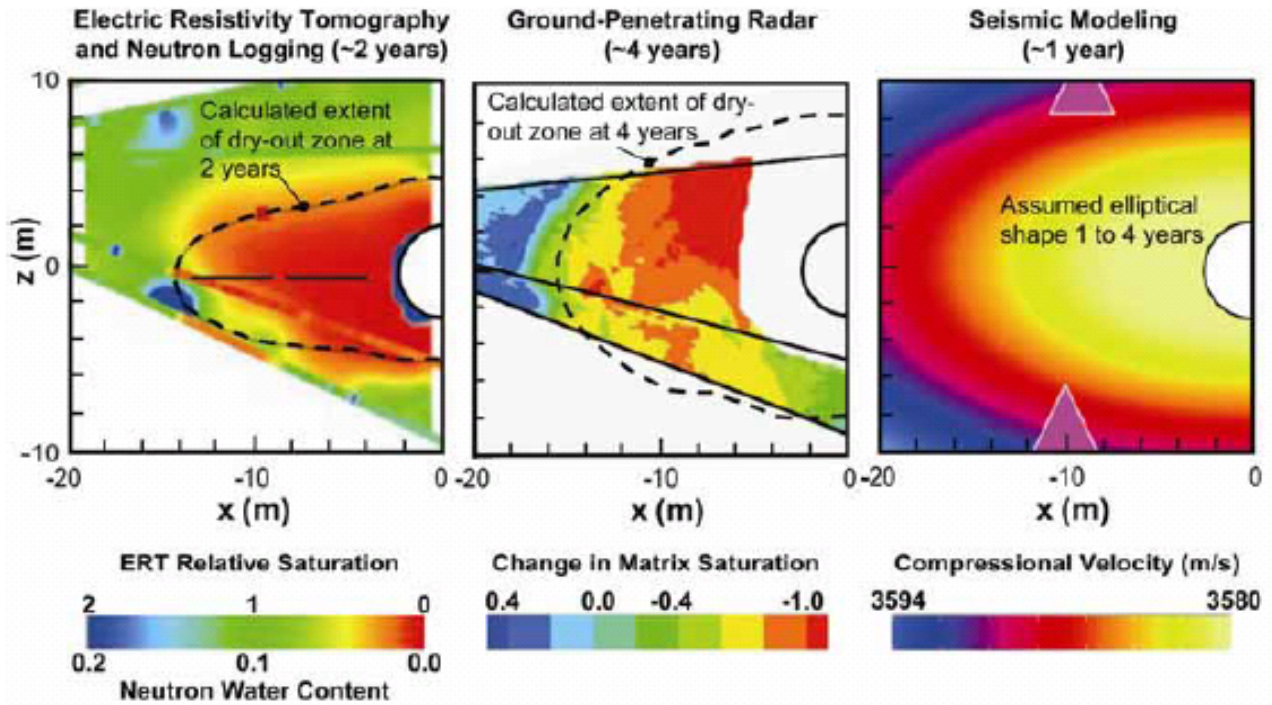 Electric Resistivity Tomography
and Neutron Logging (~2 years)
Ground-Penetrating Radar
(~4 years)
Seismic Modeling
(~1 year)
10
0
-10
z (m)
Calculated extent
of dry-out zone at
2 years
Calculated extent of dry-
out zone at 4 years
Assumed elliptical
shape 1 to 4 years
-20 -10 0
x (m)
-20 -10 0
x (m)
-20 -10 0
x (m)
ERT Relative Saturation
2 1 0
0.2 0.1 0.0
Neutron Water Content
Change in Matrix Saturation
0.4 0.0 -0.4 -1.0
Compressional Velocity (m/s)
3594 3580